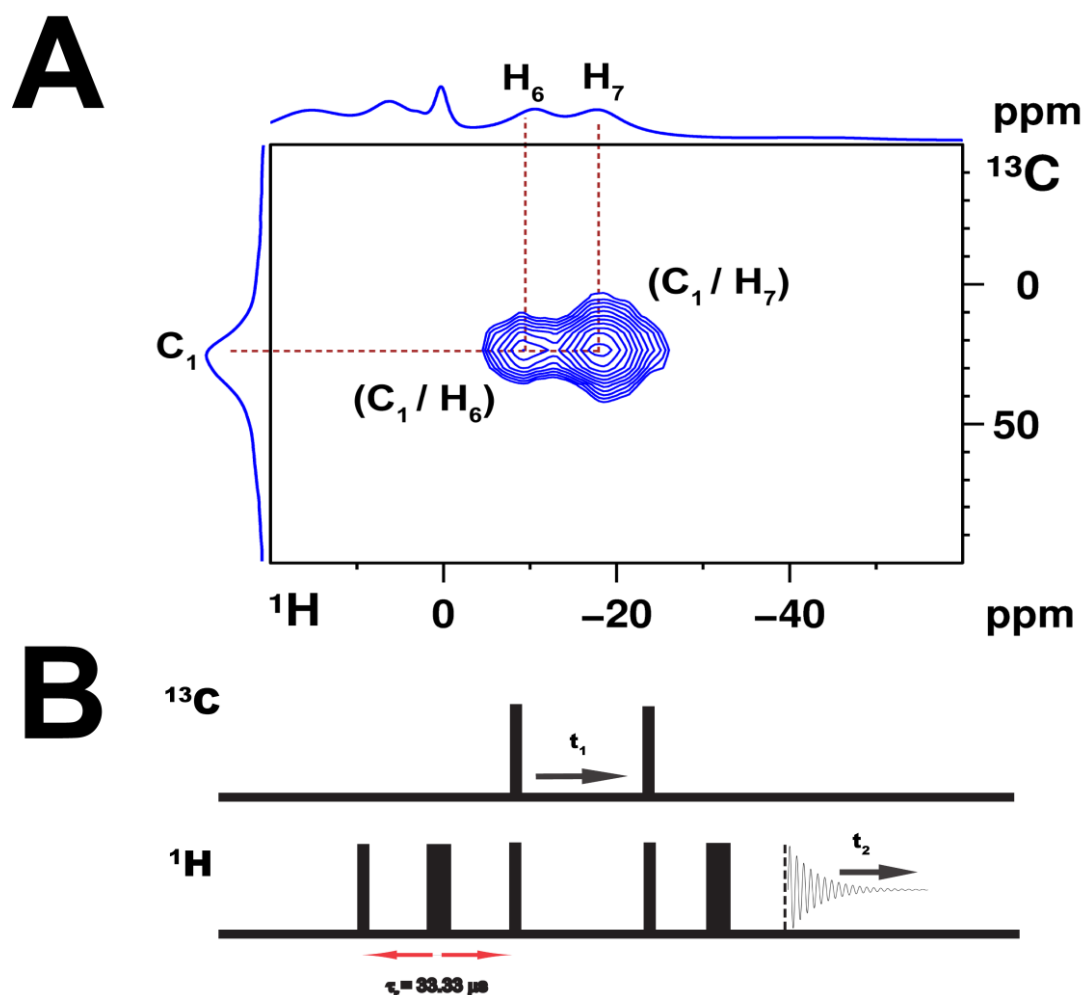 A
H₆ H₇
ppm
¹³C
(C₁ / H₇)
0
C₁
(C₁ / H₆)
50
¹H 0 −20 −40 ppm
B
¹³C
t₁
¹H
t₂
τᵣ = 33.33 µs